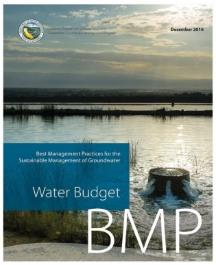 December 2016
Best Management Practices for the
Sustainable Management of Groundwater
Water Budget
BMP